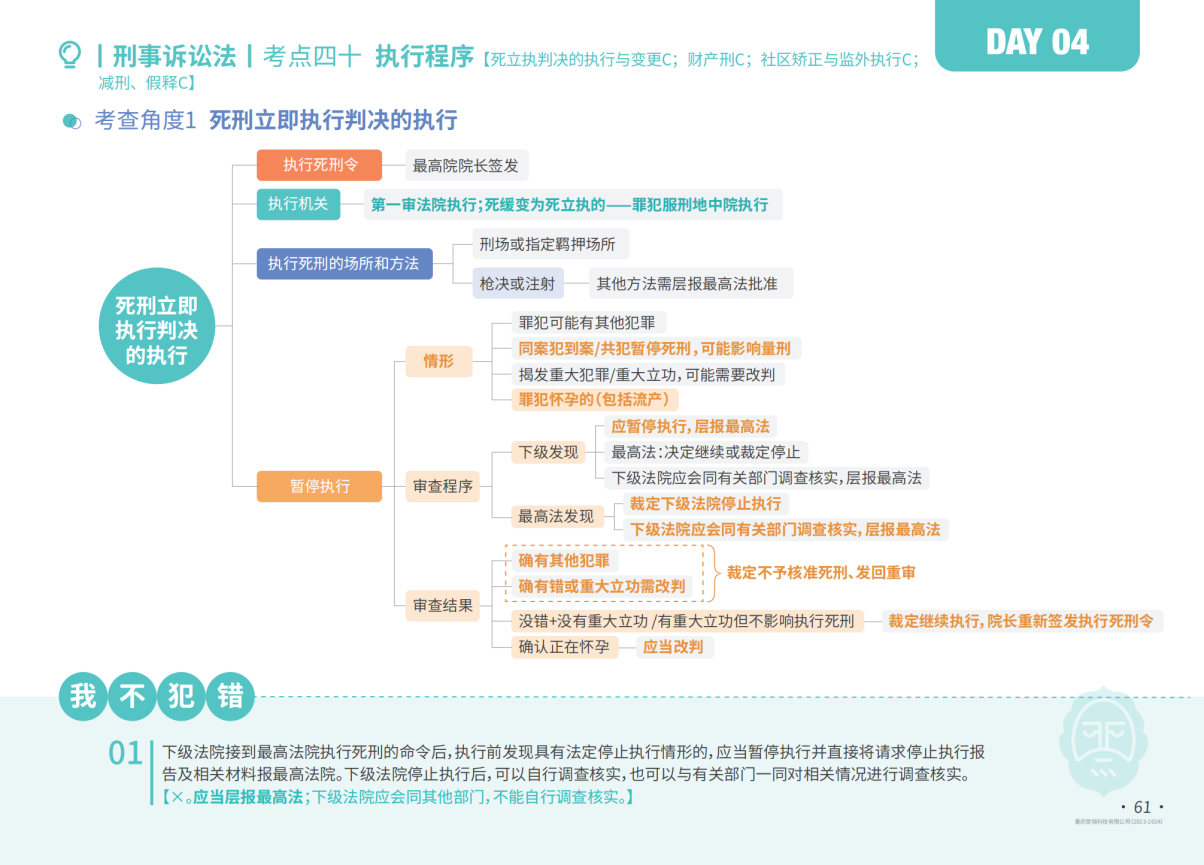 DAY 04
| 刑事诉讼法 | 考点四十 执行程序【死立执判决的执行与变更C；财产刑C；社区矫正与监外执行C；
减刑、假释C】
考查角度1 死刑立即执行判决的执行
死刑立即
执行判决
的执行
执行死刑令
最高院院长签发
执行机关
第一审法院执行；死缓变为死立执的——罪犯服刑地中院执行
执行死刑的场所和方法
刑场或指定羁押场所
枪决或注射
其他方法需层报最高法批准
暂停执行
情形
罪犯可能有其他犯罪
同案犯到案/共犯暂停死刑，可能影响量刑
揭发重大犯罪/重大立功，可能需要改判
罪犯怀孕的（包括流产）
审查程序
下级发现
应暂停执行，层报最高法
最高法：决定继续或裁定停止
下级法院应会同有关部门调查核实，层报最高法
最高法发现
裁定下级法院停止执行
下级法院应会同有关部门调查核实，层报最高法
审查结果
确有其他犯罪
确有错或重大立功需改判
裁定不予核准死刑、发回重审
没错+没有重大立功 /有重大立功但不影响执行死刑
裁定继续执行，院长重新签发执行死刑令
确认正在怀孕
应当改判
我不犯错
01
下级法院接到最高法院执行死刑的命令后，执行前发现具有法定停止执行情形的，应当暂停执行并直接将请求停止执行报
告及相关材料报最高法院。下级法院停止执行后，可以自行调查核实，也可以与有关部门一同对相关情况进行调查核实。
【×。应当层报最高法；下级法院应会同其他部门，不能自行调查核实。】
· 61 ·